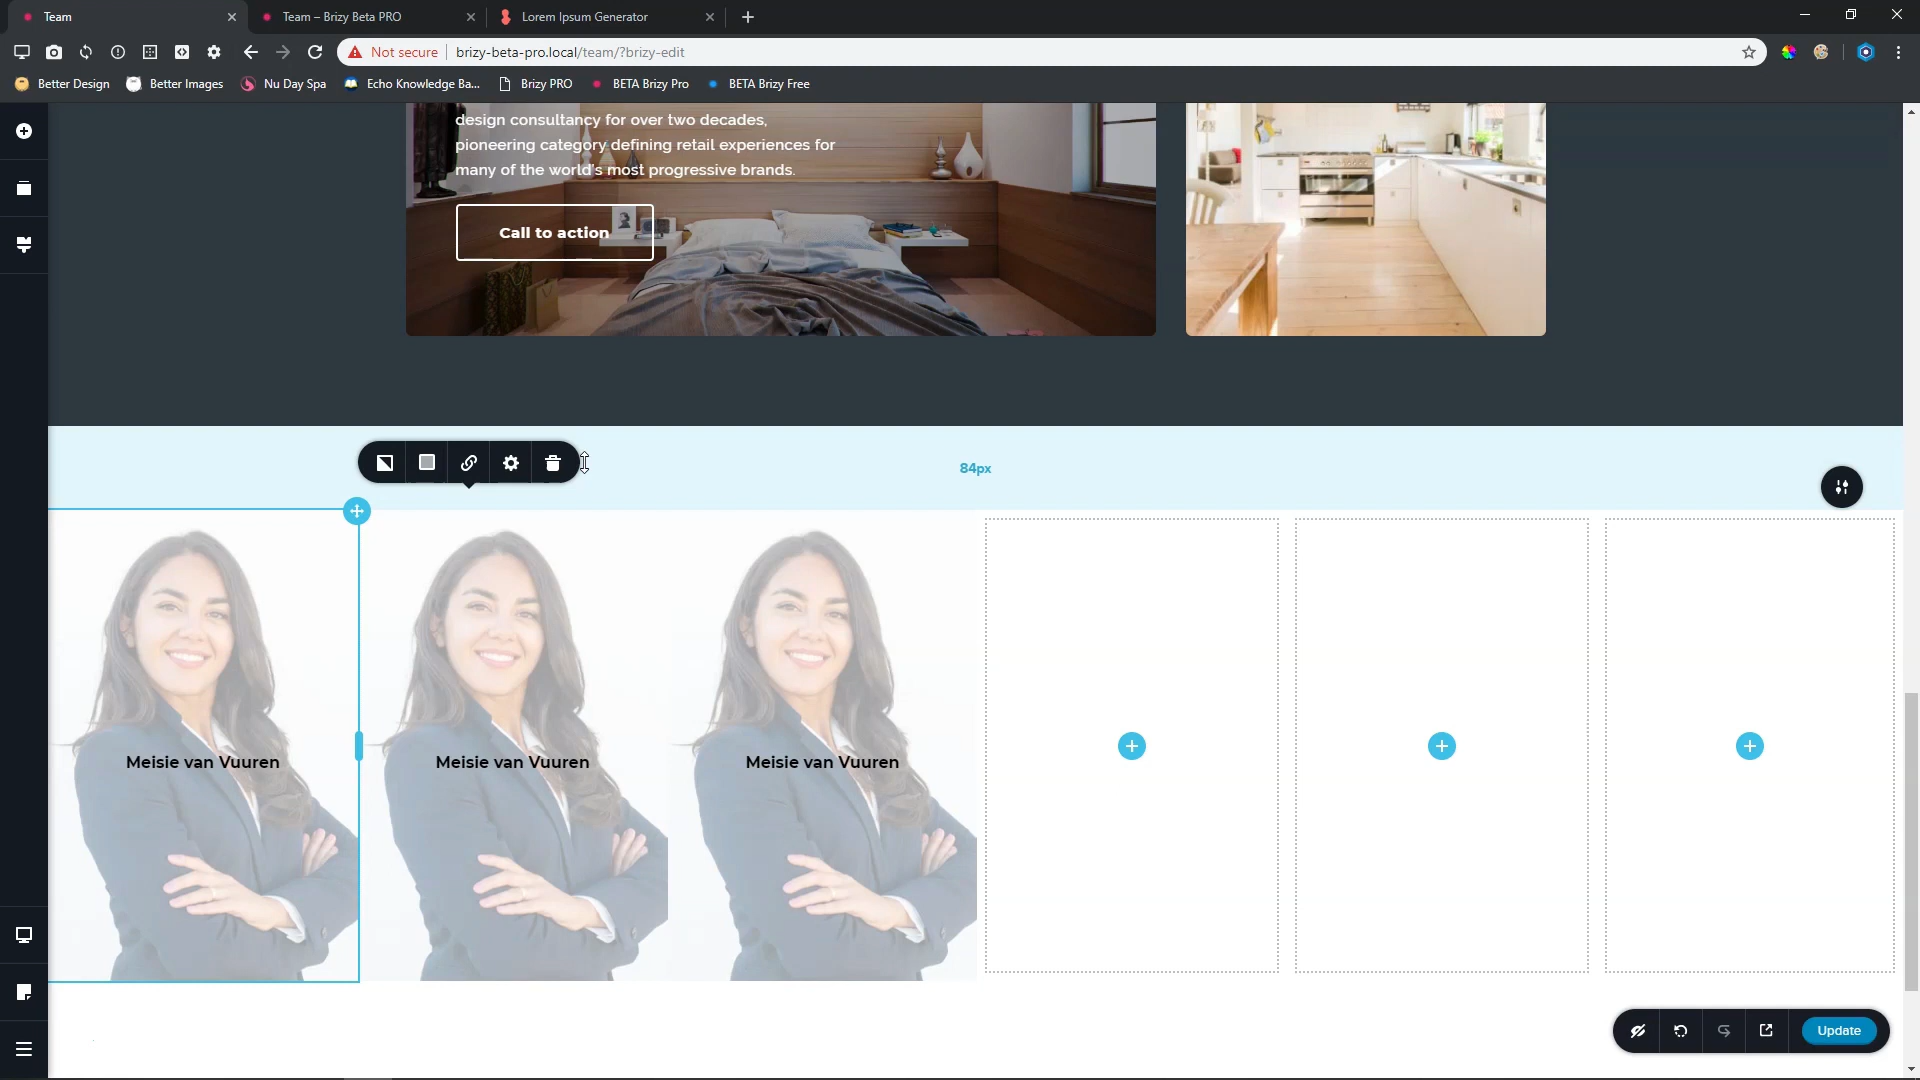 Team
Team – Brizy Beta PRO
Lorem Ipsum Generator
Not secure
brizy-beta-pro.local/team/?brizy-edit
Better Design
Better Images
Nu Day Spa
Echo Knowledge Ba...
Brizy PRO
BETA Brizy Pro
BETA Brizy Free
design consultancy for over two decades,
pioneering category defining retail experiences for
many of the world's most progressive brands.
Call to action
84px
Meisie van Vuuren
Meisie van Vuuren
Meisie van Vuuren
Update